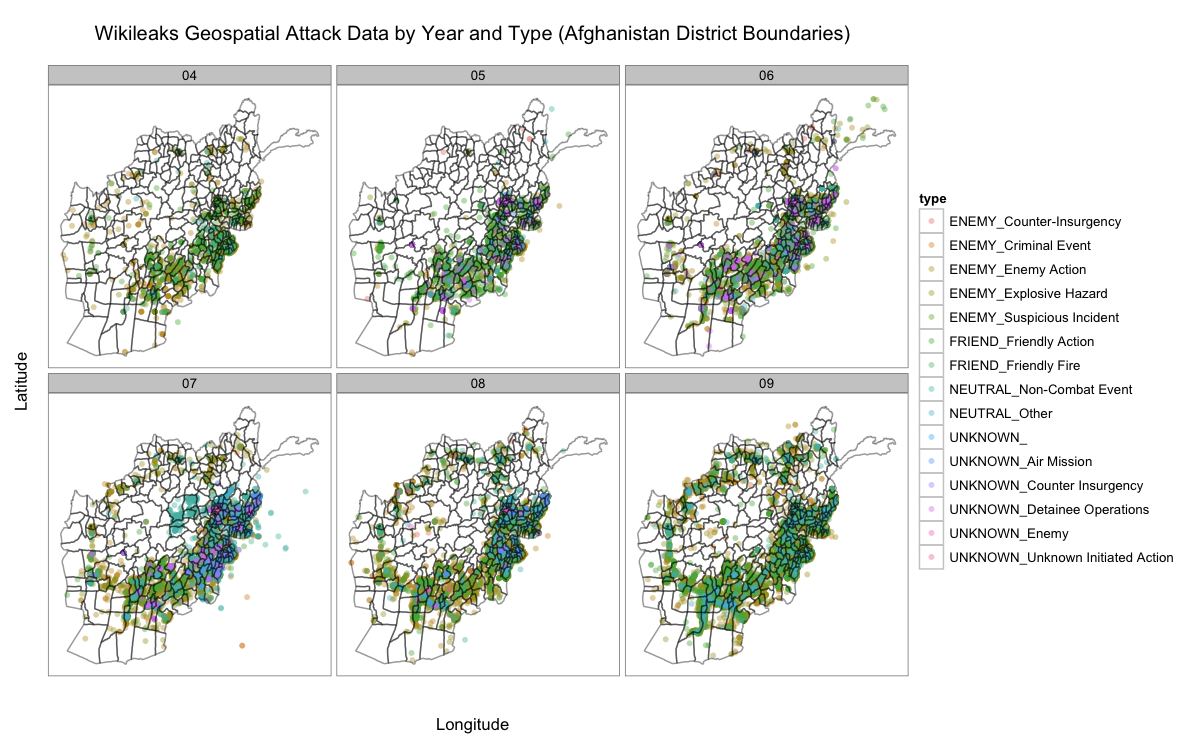 Wikileaks Geospatial Attack Data by Year and Type (Afghanistan District Boundaries)
04
05
06
07
08
09
Latitude
Longitude
type
ENEMY_Counter-Insurgency
ENEMY_Criminal Event
ENEMY_Enemy Action
ENEMY_Explosive Hazard
ENEMY_Suspicious Incident
FRIEND_Friendly Action
FRIEND_Friendly Fire
NEUTRAL_Non-Combat Event
NEUTRAL_Other
UNKNOWN_
UNKNOWN_Air Mission
UNKNOWN_Counter Insurgency
UNKNOWN_Detainee Operations
UNKNOWN_Enemy
UNKNOWN_Unknown Initiated Action